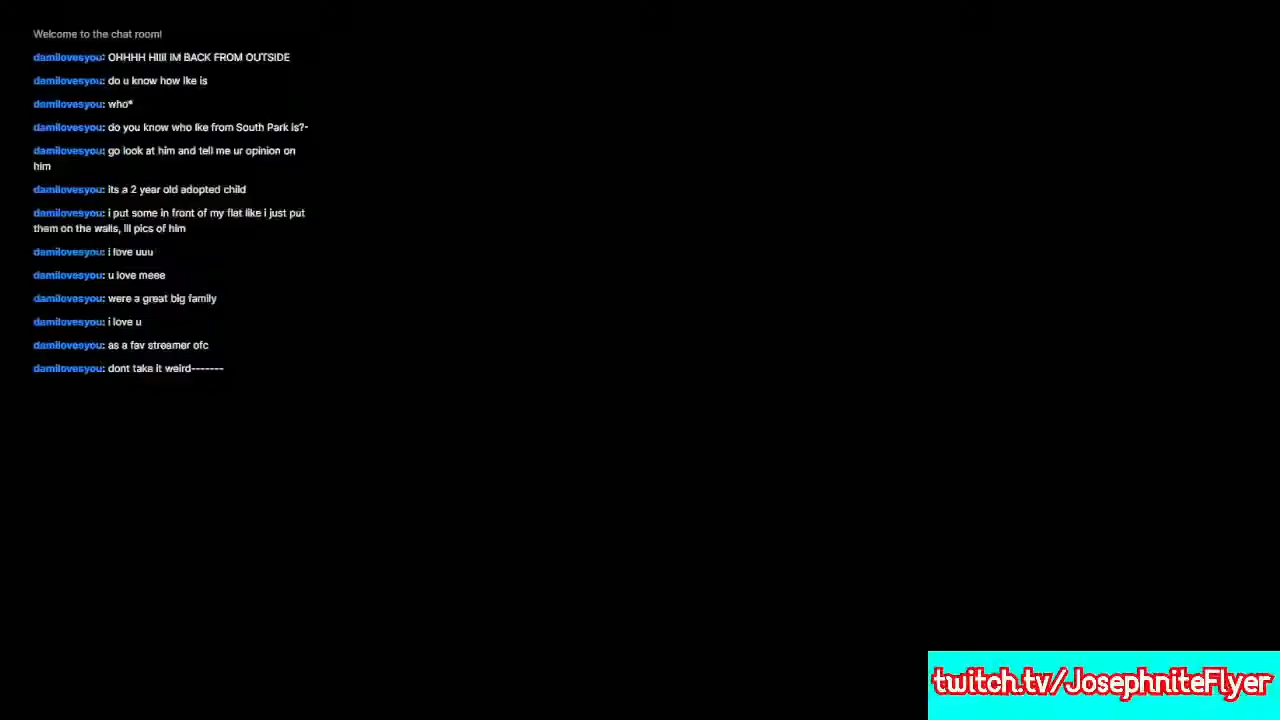 Welcome to the chat room!
damilovesyou: OHHHH HIIII IM BACK FROM OUTSIDE
damilovesyou: do u know how Ike is
damilovesyou: who*
damilovesyou: do you know who Ike from South Park is?-
damilovesyou: go look at him and tell me ur opinion on
him
damilovesyou: its a 2 year old adopted child
damilovesyou: i put some in front of my flat like i just put
them on the walls, lil pics of him
damilovesyou: i love uuu
damilovesyou: u love meee
damilovesyou: were a great big family
damilovesyou: i love u
damilovesyou: as a fav streamer ofc
damilovesyou: dont take it weird-------
twitch.tv/JosephniteFlyer